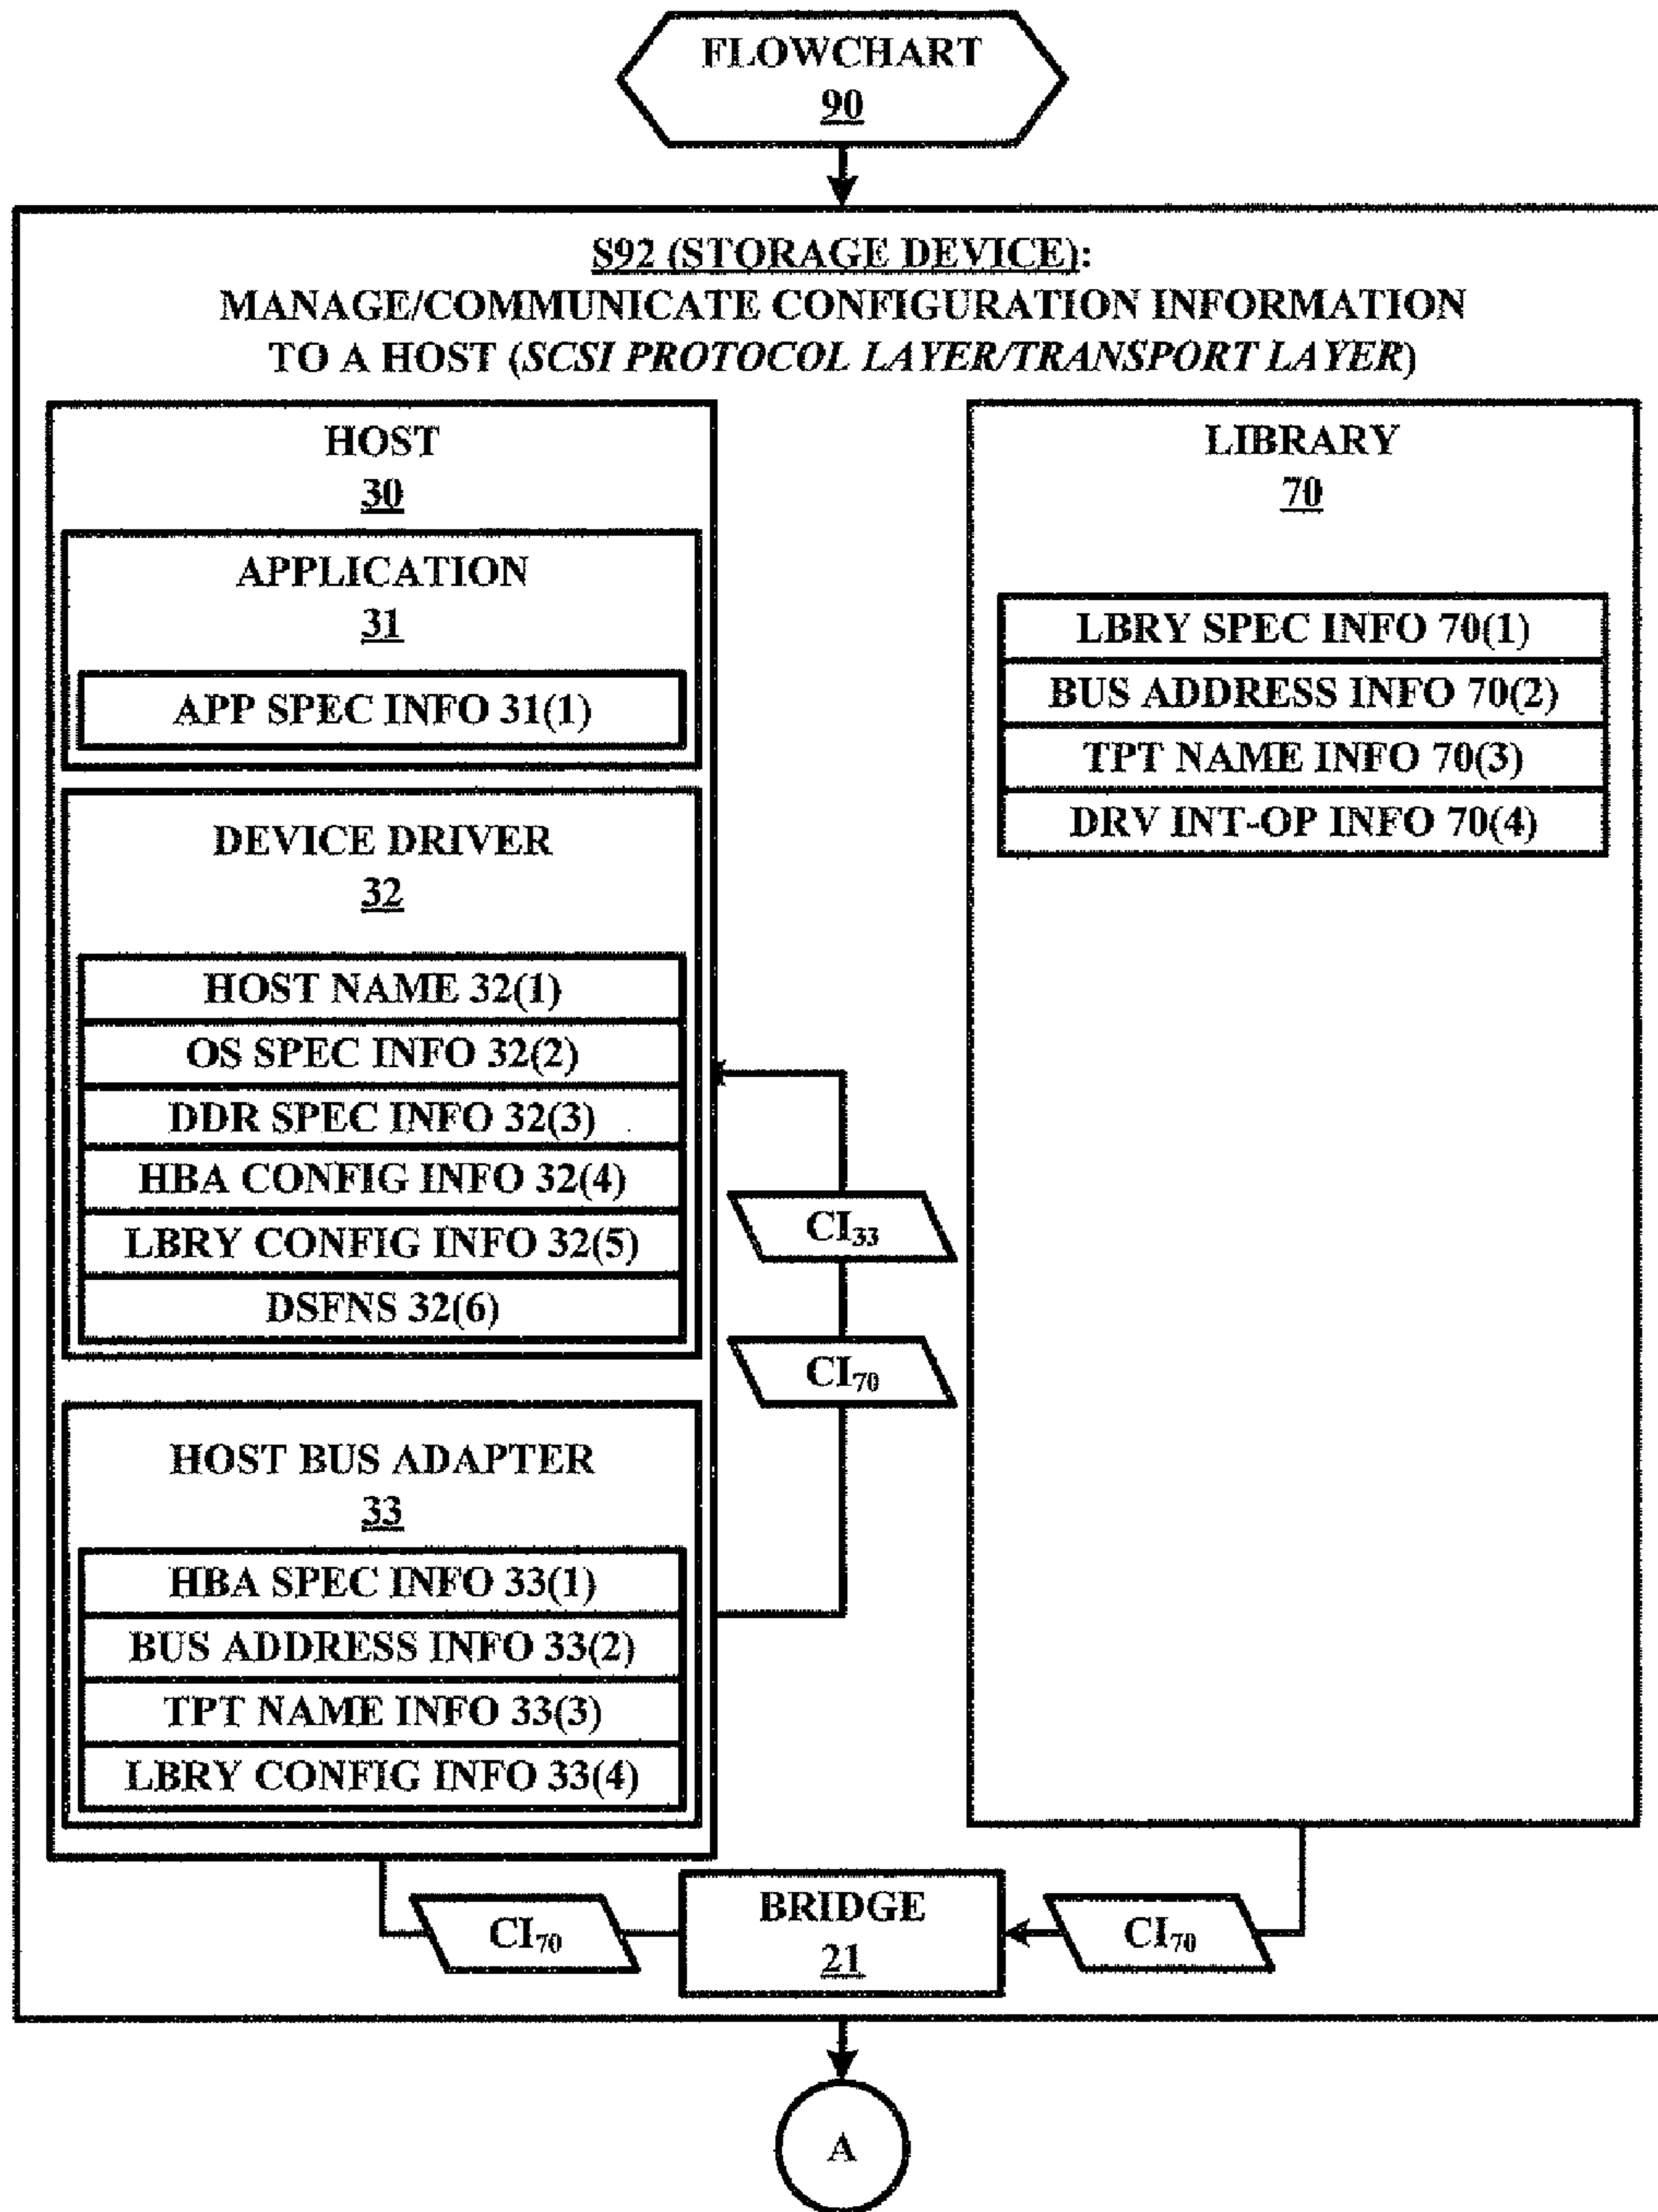 FLOWCHART
90
S92 (STORAGE DEVICE):
MANAGE/COMMUNICATE CONFIGURATION INFORMATION
TO A HOST (SCSI PROTOCOL LAYER/TRANSPORT LAYER)
HOST
30
APPLICATION
31
APP SPEC INFO 31(1)
DEVICE DRIVER
32
HOST NAME 32(1)
OS SPEC INFO 32(2)
DDR SPEC INFO 32(3)
HBA CONFIG INFO 32(4)
LBRY CONFIG INFO 32(5)
DSFNS 32(6)
HOST BUS ADAPTER
33
HBA SPEC INFO 33(1)
BUS ADDRESS INFO 33(2)
TPT NAME INFO 33(3)
LBRY CONFIG INFO 33(4)
CI33
CI70
LIBRARY
70
LBRY SPEC INFO 70(1)
BUS ADDRESS INFO 70(2)
TPT NAME INFO 70(3)
DRV INT-OP INFO 70(4)
CI70
BRIDGE
21
CI70
A